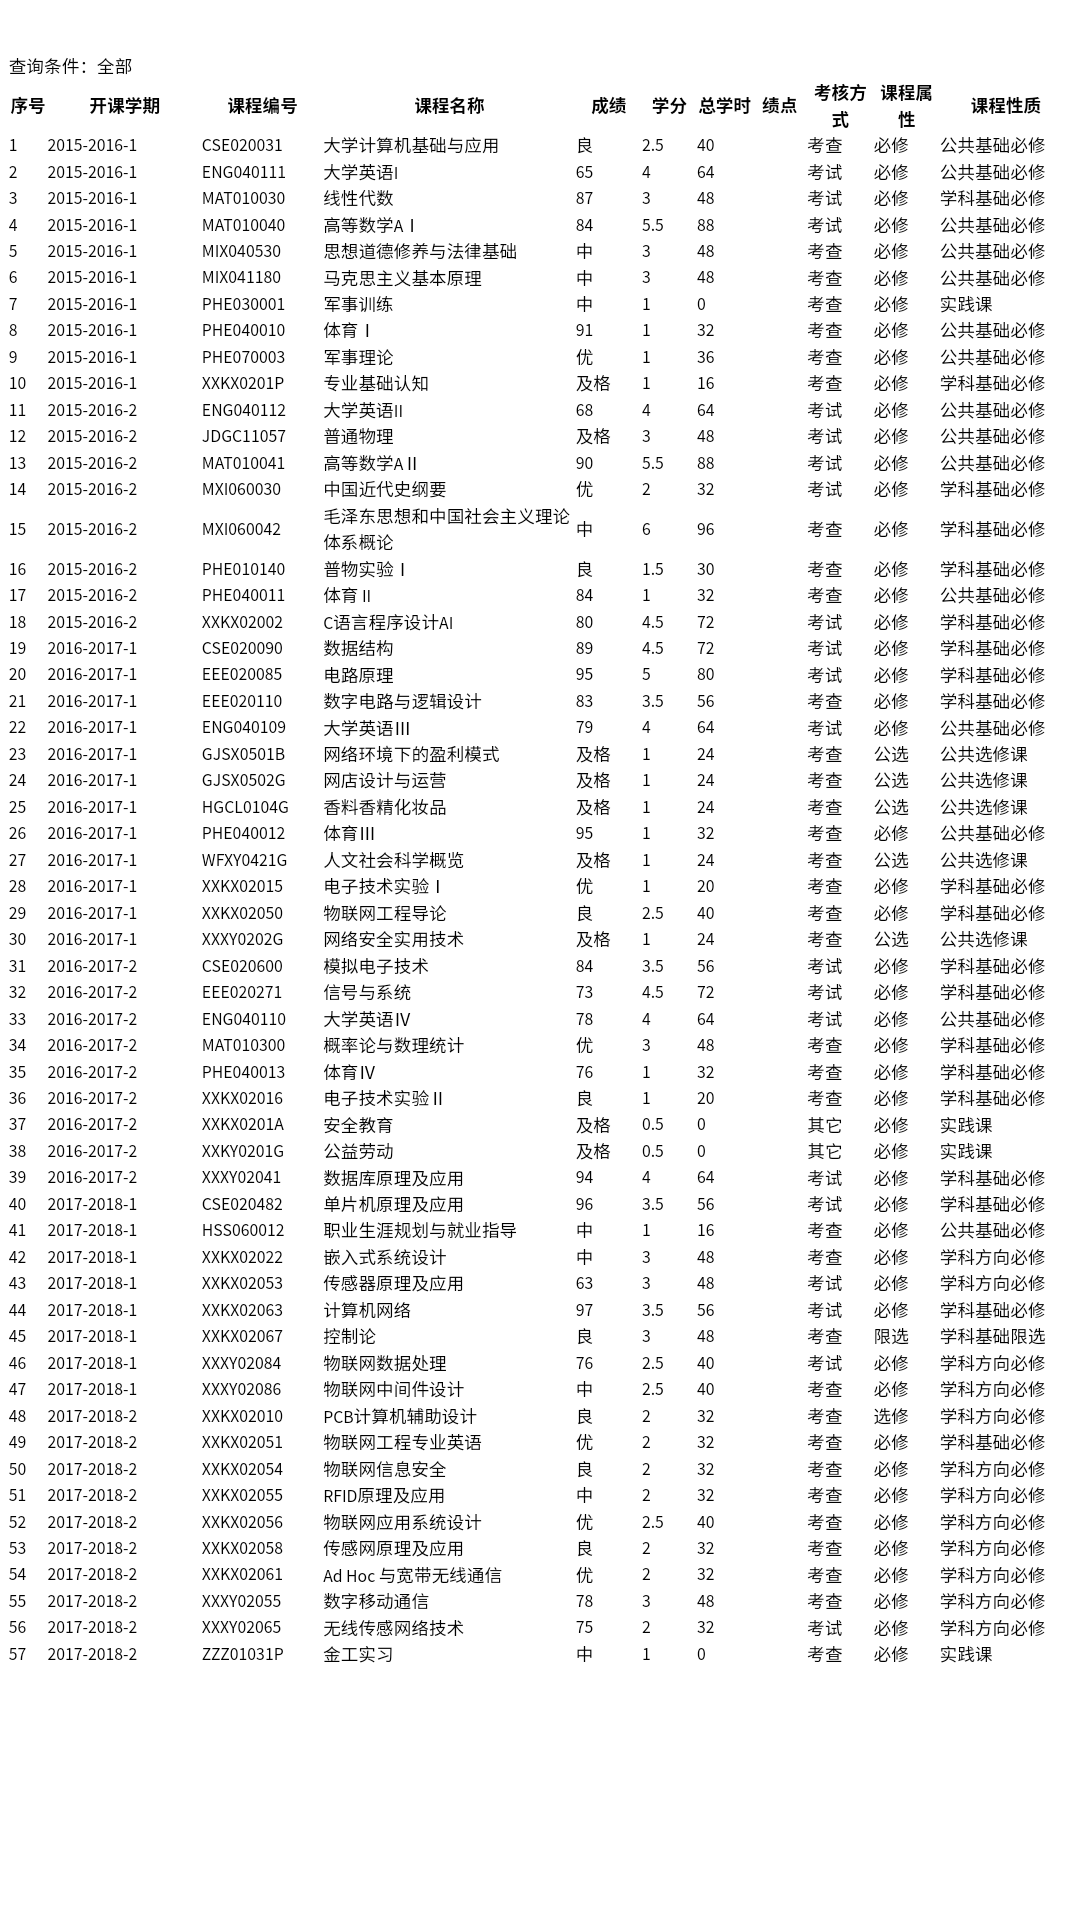 查询条件：全部
序号 开课学期 课程编号 课程名称 成绩 学分 总学时 绩点 考核方式 课程属性 课程性质
1 2015-2016-1 CSE020031 大学计算机基础与应用 良 2.5 40 考查 必修 公共基础必修
2 2015-2016-1 ENG040111 大学英语I 65 4 64 考试 必修 公共基础必修
3 2015-2016-1 MAT010030 线性代数 87 3 48 考试 必修 学科基础必修
4 2015-2016-1 MAT010040 高等数学AⅠ 84 5.5 88 考试 必修 公共基础必修
5 2015-2016-1 MIX040530 思想道德修养与法律基础 中 3 48 考查 必修 公共基础必修
6 2015-2016-1 MIX041180 马克思主义基本原理 中 3 48 考查 必修 公共基础必修
7 2015-2016-1 PHE030001 军事训练 中 1 0 考查 必修 实践课
8 2015-2016-1 PHE040010 体育Ⅰ 91 1 32 考查 必修 公共基础必修
9 2015-2016-1 PHE070003 军事理论 优 1 36 考查 必修 公共基础必修
10 2015-2016-1 XXKX0201P 专业基础认知 及格 1 16 考查 必修 学科基础必修
11 2015-2016-2 ENG040112 大学英语II 68 4 64 考试 必修 公共基础必修
12 2015-2016-2 JDGC11057 普通物理 及格 3 48 考试 必修 公共基础必修
13 2015-2016-2 MAT010041 高等数学AⅡ 90 5.5 88 考试 必修 公共基础必修
14 2015-2016-2 MXI060030 中国近代史纲要 优 2 32 考试 必修 学科基础必修
15 2015-2016-2 MXI060042 毛泽东思想和中国社会主义理论体系概论 中 6 96 考查 必修 学科基础必修
16 2015-2016-2 PHE010140 普物实验Ⅰ 良 1.5 30 考查 必修 学科基础必修
17 2015-2016-2 PHE040011 体育 II 84 1 32 考查 必修 公共基础必修
18 2015-2016-2 XXKX02002 C语言程序设计AI 80 4.5 72 考试 必修 学科基础必修
19 2016-2017-1 CSE020090 数据结构 89 4.5 72 考试 必修 学科基础必修
20 2016-2017-1 EEE020085 电路原理 95 5 80 考试 必修 学科基础必修
21 2016-2017-1 EEE020110 数字电路与逻辑设计 83 3.5 56 考查 必修 学科基础必修
22 2016-2017-1 ENG040109 大学英语Ⅲ 79 4 64 考试 必修 公共基础必修
23 2016-2017-1 GJSX0501B 网络环境下的盈利模式 及格 1 24 考查 公选 公共选修课
24 2016-2017-1 GJSX0502G 网店设计与运营 及格 1 24 考查 公选 公共选修课
25 2016-2017-1 HGCL0104G 香料香精化妆品 及格 1 24 考查 公选 公共选修课
26 2016-2017-1 PHE040012 体育Ⅲ 95 1 32 考查 必修 公共基础必修
27 2016-2017-1 WFXY0421G 人文社会科学概览 及格 1 24 考查 公选 公共选修课
28 2016-2017-1 XXKX02015 电子技术实验Ⅰ 优 1 20 考查 必修 学科基础必修
29 2016-2017-1 XXKX02050 物联网工程导论 良 2.5 40 考查 必修 学科基础必修
30 2016-2017-1 XXXY0202G 网络安全实用技术 及格 1 24 考查 公选 公共选修课
31 2016-2017-2 CSE020600 模拟电子技术 84 3.5 56 考试 必修 学科基础必修
32 2016-2017-2 EEE020271 信号与系统 73 4.5 72 考试 必修 学科基础必修
33 2016-2017-2 ENG040110 大学英语Ⅳ 78 4 64 考试 必修 公共基础必修
34 2016-2017-2 MAT010300 概率论与数理统计 优 3 48 考查 必修 学科基础必修
35 2016-2017-2 PHE040013 体育Ⅳ 76 1 32 考查 必修 学科基础必修
36 2016-2017-2 XXKX02016 电子技术实验Ⅱ 良 1 20 考查 必修 学科基础必修
37 2016-2017-2 XXKX0201A 安全教育 及格 0.5 0 其它 必修 实践课
38 2016-2017-2 XXKY0201G 公益劳动 及格 0.5 0 其它 必修 实践课
39 2016-2017-2 XXXY02041 数据库原理及应用 94 4 64 考试 必修 学科基础必修
40 2017-2018-1 CSE020482 单片机原理及应用 96 3.5 56 考试 必修 学科基础必修
41 2017-2018-1 HSS060012 职业生涯规划与就业指导 中 1 16 考查 必修 公共基础必修
42 2017-2018-1 XXKX02022 嵌入式系统设计 中 3 48 考查 必修 学科方向必修
43 2017-2018-1 XXKX02053 传感器原理及应用 63 3 48 考试 必修 学科方向必修
44 2017-2018-1 XXKX02063 计算机网络 97 3.5 56 考试 必修 学科基础必修
45 2017-2018-1 XXKX02067 控制论 良 3 48 考查 限选 学科基础限选
46 2017-2018-1 XXXY02084 物联网数据处理 76 2.5 40 考试 必修 学科方向必修
47 2017-2018-1 XXXY02086 物联网中间件设计 中 2.5 40 考查 必修 学科方向必修
48 2017-2018-2 XXKX02010 PCB计算机辅助设计 良 2 32 考查 选修 学科方向必修
49 2017-2018-2 XXKX02051 物联网工程专业英语 优 2 32 考查 必修 学科基础必修
50 2017-2018-2 XXKX02054 物联网信息安全 良 2 32 考查 必修 学科方向必修
51 2017-2018-2 XXKX02055 RFID原理及应用 中 2 32 考查 必修 学科方向必修
52 2017-2018-2 XXKX02056 物联网应用系统设计 优 2.5 40 考查 必修 学科方向必修
53 2017-2018-2 XXKX02058 传感网原理及应用 良 2 32 考查 必修 学科方向必修
54 2017-2018-2 XXKX02061 Ad Hoc 与宽带无线通信 优 2 32 考查 必修 学科方向必修
55 2017-2018-2 XXXY02055 数字移动通信 78 3 48 考查 必修 学科方向必修
56 2017-2018-2 XXXY02065 无线传感网络技术 75 2 32 考试 必修 学科方向必修
57 2017-2018-2 ZZZ01031P 金工实习 中 1 0 考查 必修 实践课